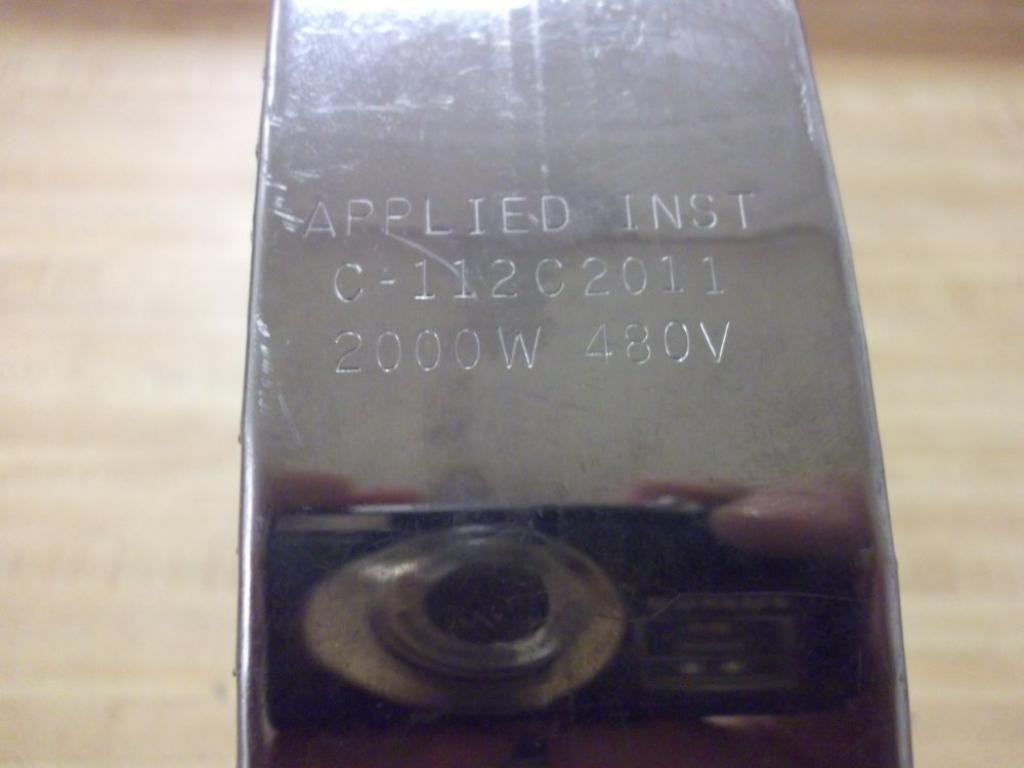 APPLIED INST
C-112C2011
2000W 480V